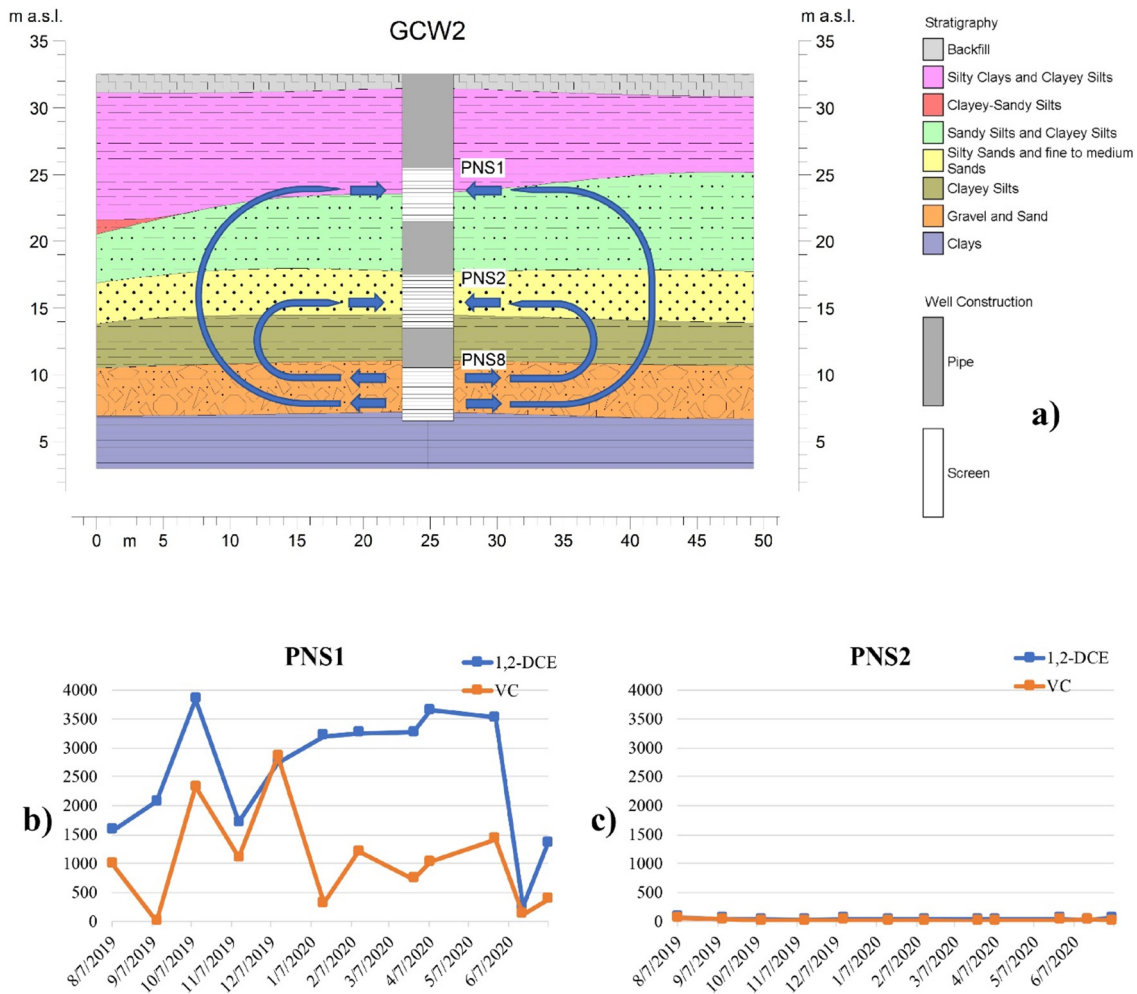 m a.s.l.
GCW2
m a.s.l.
35
30
25
20
15
10
5
PNS1
PNS2
PNS8
35
30
25
20
15
10
5
0 m 5 10 15 20 25 30 35 40 45 50
a)
Stratigraphy
Backfill
Silty Clays and Clayey Silts
Clayey-Sandy Silts
Sandy Silts and Clayey Silts
Silty Sands and fine to medium
Sands
Clayey Silts
Gravel and Sand
Clays
Well Construction
Pipe
Screen
b)
PNS1
1,2-DCE
VC
4000
3500
3000
2500
2000
1500
1000
500
0
8/7/2019
9/7/2019
10/7/2019
11/7/2019
12/7/2019
1/7/2020
2/7/2020
3/7/2020
4/7/2020
5/7/2020
6/7/2020
c)
PNS2
1,2-DCE
VC
4000
3500
3000
2500
2000
1500
1000
500
0
8/7/2019
9/7/2019
10/7/2019
11/7/2019
12/7/2019
1/7/2020
2/7/2020
3/7/2020
4/7/2020
5/7/2020
6/7/2020